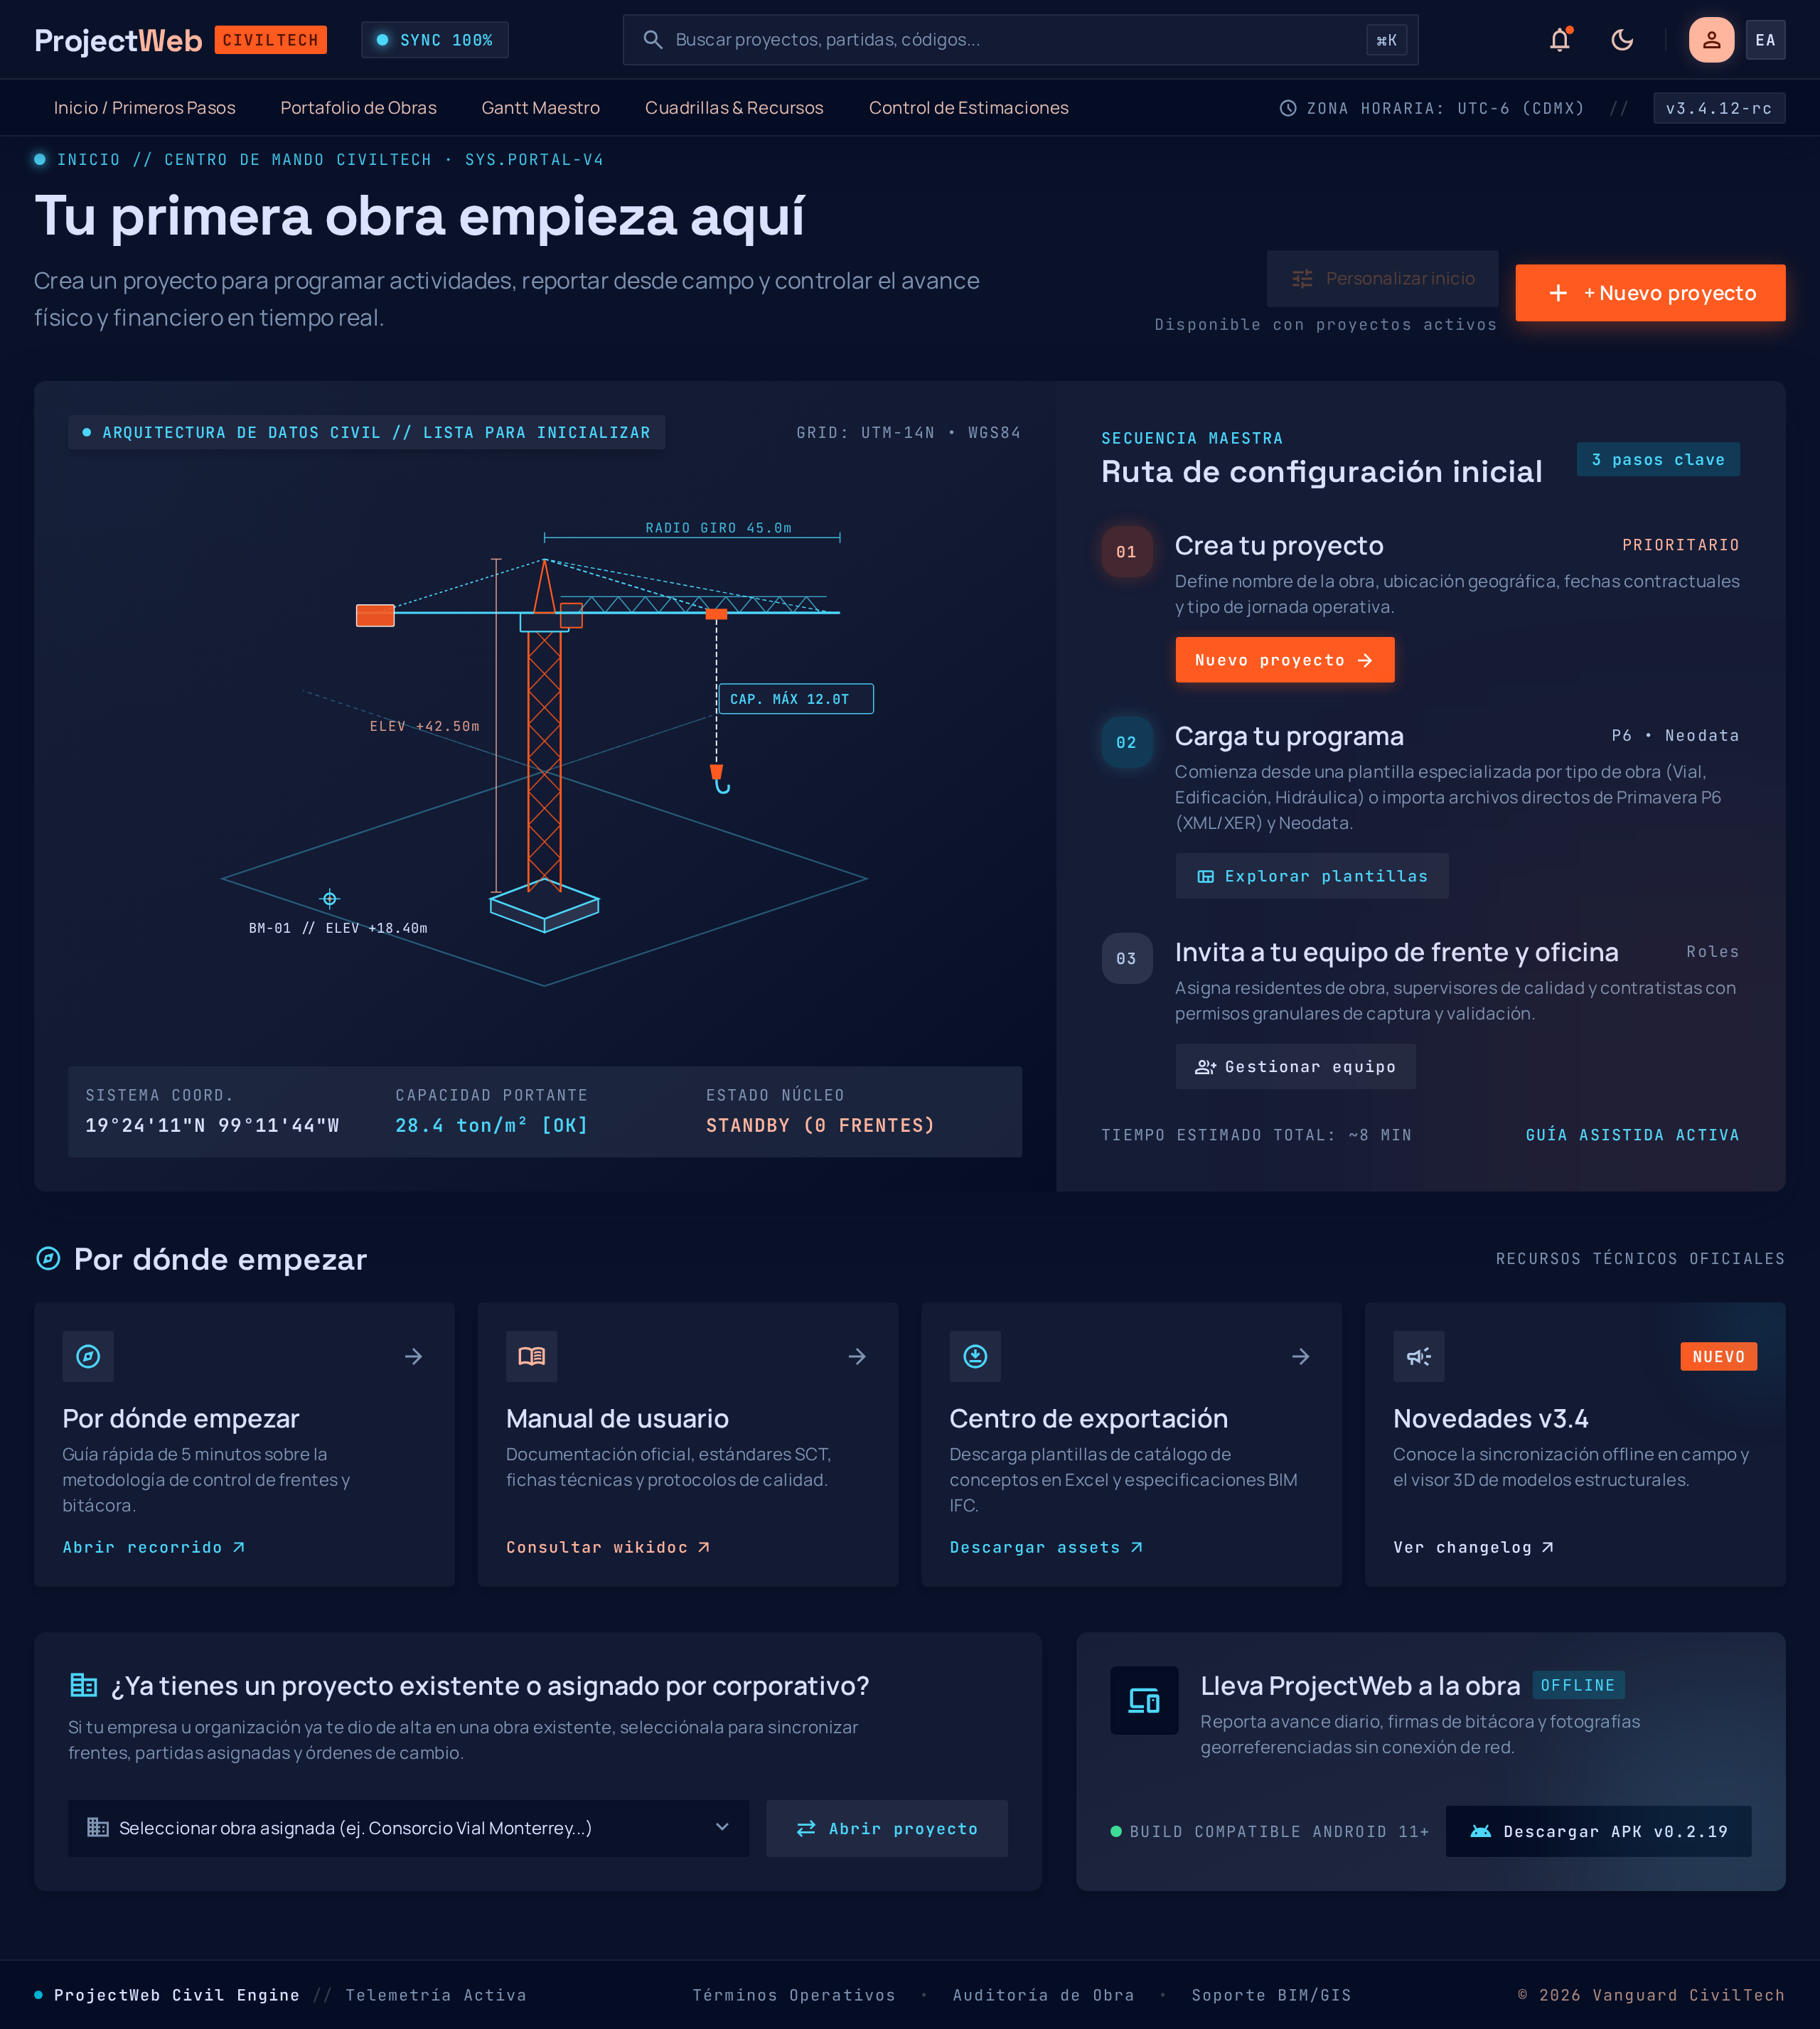 ProjectWeb CIVILTECH SYNC 100% Buscar proyectos, partidas, códigos... ⌘K EA
Inicio / Primeros Pasos Portafolio de Obras Gantt Maestro Cuadrillas & Recursos Control de Estimaciones ZONA HORARIA: UTC-6 (CDMX) // v3.4.12-rc
INICIO // CENTRO DE MANDO CIVILTECH · SYS.PORTAL-V4
Tu primera obra empieza aquí
Crea un proyecto para programar actividades, reportar desde campo y controlar el avance
físico y financiero en tiempo real.
Personalizar inicio
Disponible con proyectos activos
+ Nuevo proyecto
ARQUITECTURA DE DATOS CIVIL // LISTA PARA INICIALIZAR GRID: UTM-14N • WGS84
RADIO GIRO 45.0m
CAP. MÁX 12.0T
ELEV +42.50m
BM-01 // ELEV +18.40m
SISTEMA COORD. CAPACIDAD PORTANTE ESTADO NÚCLEO
19°24'11"N 99°11'44"W 28.4 ton/m² [OK] STANDBY (0 FRENTES)
SECUENCIA MAESTRA
Ruta de configuración inicial 3 pasos clave
01 Crea tu proyecto PRIORITARIO
Define nombre de la obra, ubicación geográfica, fechas contractuales
y tipo de jornada operativa.
Nuevo proyecto
02 Carga tu programa P6 • Neodata
Comienza desde una plantilla especializada por tipo de obra (Vial,
Edificación, Hidráulica) o importa archivos directos de Primavera P6
(XML/XER) y Neodata.
Explorar plantillas
03 Invita a tu equipo de frente y oficina Roles
Asigna residentes de obra, supervisores de calidad y contratistas con
permisos granulares de captura y validación.
Gestionar equipo
TIEMPO ESTIMADO TOTAL: ~8 MIN GUÍA ASISTIDA ACTIVA
Por dónde empezar RECURSOS TÉCNICOS OFICIALES
Por dónde empezar
Guía rápida de 5 minutos sobre la
metodología de control de frentes y
bitácora.
Abrir recorrido
Manual de usuario
Documentación oficial, estándares SCT,
fichas técnicas y protocolos de calidad.
Consultar wikidoc
Centro de exportación
Descarga plantillas de catálogo de
conceptos en Excel y especificaciones BIM
IFC.
Descargar assets
NUEVO
Novedades v3.4
Conoce la sincronización offline en campo y
el visor 3D de modelos estructurales.
Ver changelog
¿Ya tienes un proyecto existente o asignado por corporativo?
Si tu empresa u organización ya te dio de alta en una obra existente, selecciónala para sincronizar
frentes, partidas asignadas y órdenes de cambio.
Seleccionar obra asignada (ej. Consorcio Vial Monterrey...) Abrir proyecto
Lleva ProjectWeb a la obra OFFLINE
Reporta avance diario, firmas de bitácora y fotografías
georreferenciadas sin conexión de red.
BUILD COMPATIBLE ANDROID 11+ Descargar APK v0.2.19
ProjectWeb Civil Engine // Telemetría Activa Términos Operativos • Auditoría de Obra • Soporte BIM/GIS © 2026 Vanguard CivilTech